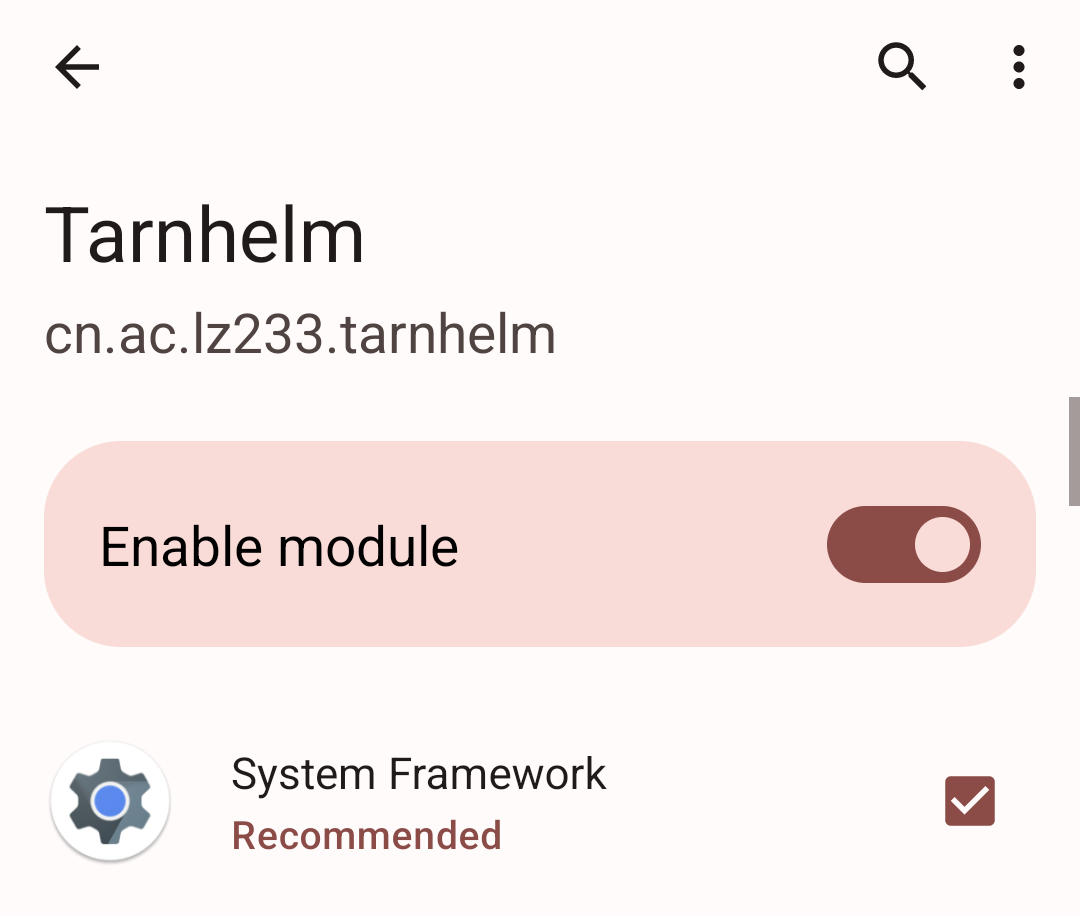 Tarnhelm
cn.ac.lz233.tarnhelm
Enable module
System Framework
Recommended